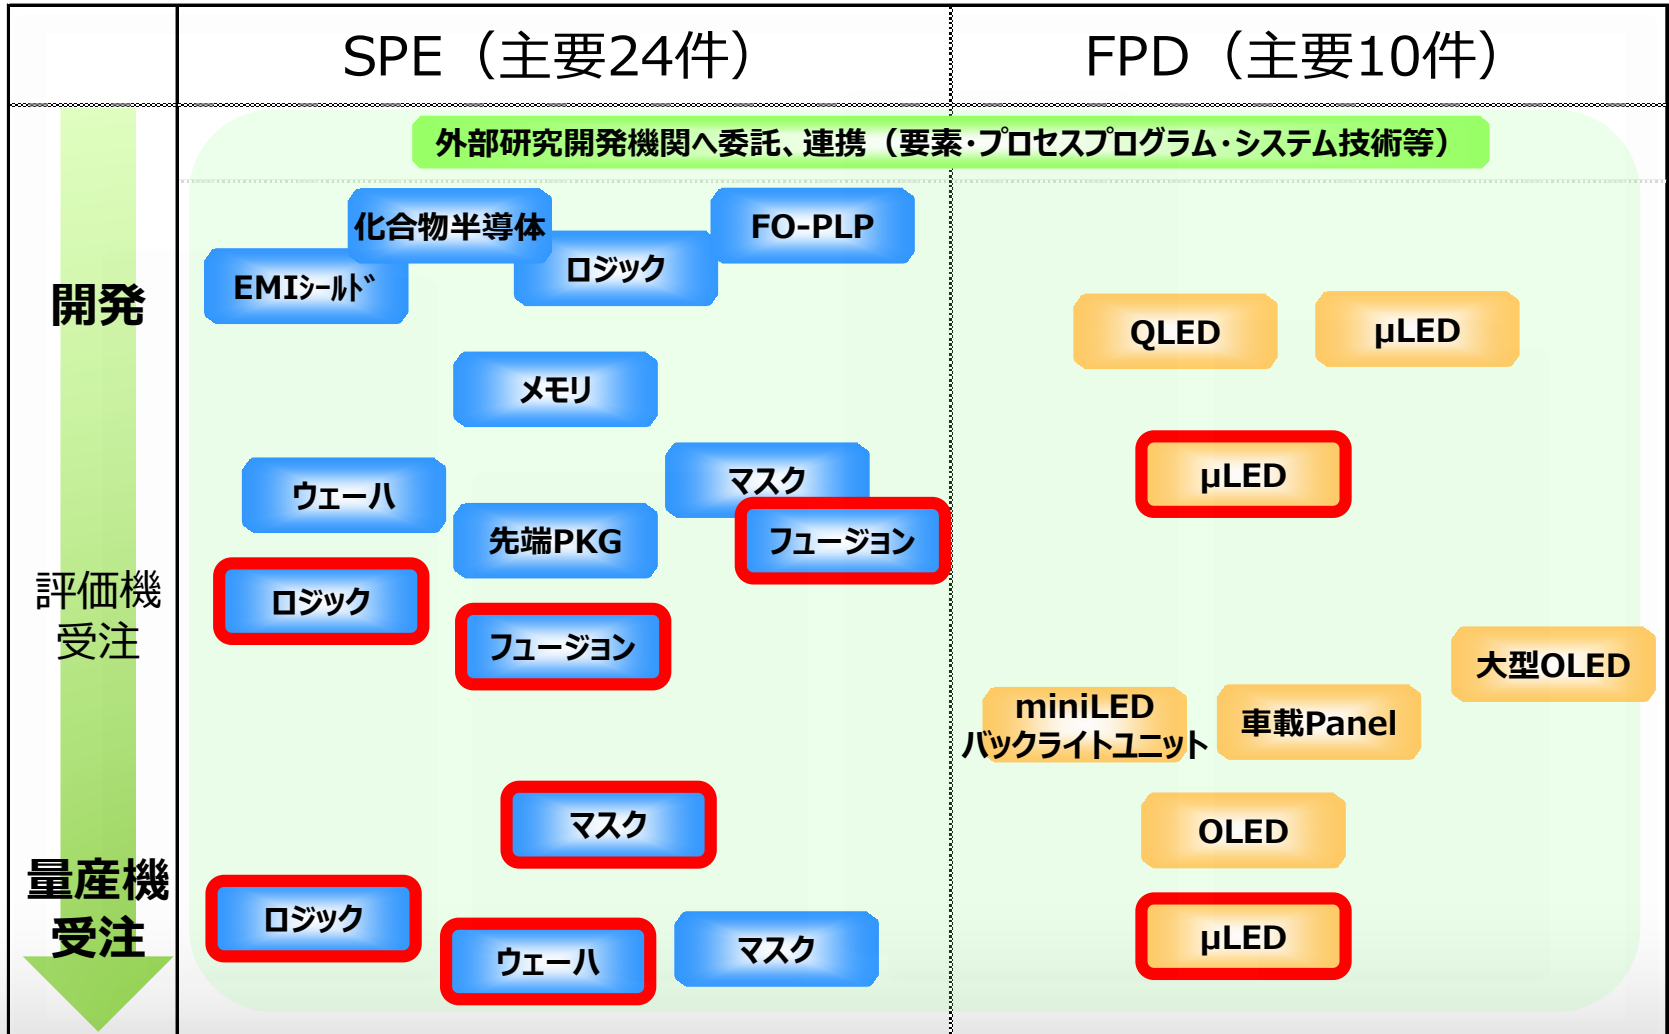 SPE（主要24件）
FPD（主要10件）
外部研究開発機関へ委託、連携（要素・プロセスプログラム・システム技術等）
開発
化合物半導体
FO-PLP
EMIｼｰﾙﾄﾞ
ロジック
QLED
μLED
メモリ
ウェーハ
マスク
μLED
先端PKG
フュージョン
評価機
受注
ロジック
フュージョン
大型OLED
miniLED
バックライトユニット
車載Panel
マスク
OLED
量産機
受注
ロジック
ウェーハ
マスク
μLED